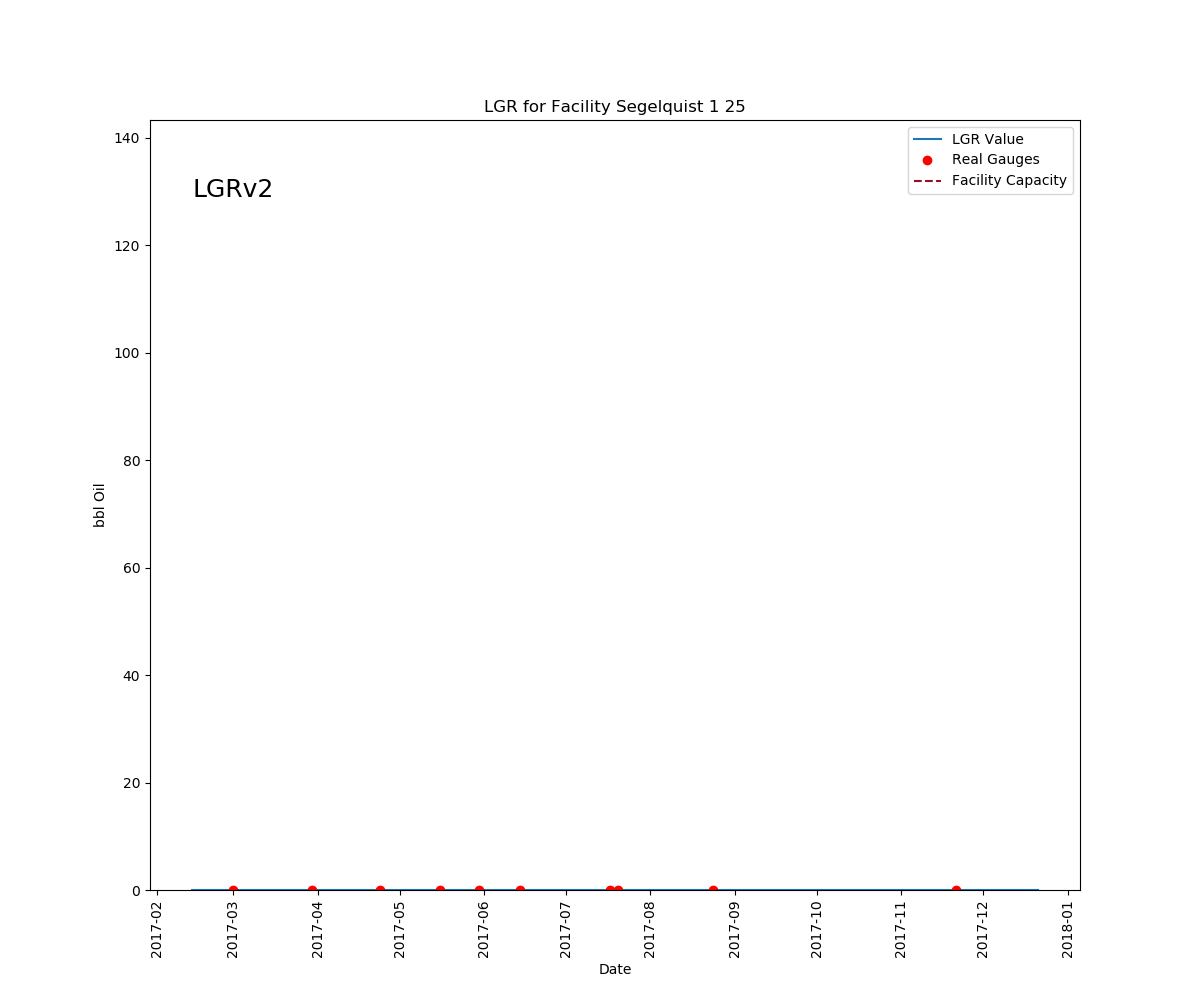 LGR for Facility Segelquist 1 25
LGR Value
Real Gauges
Facility Capacity
LGRv2
140
120
100
80
60
40
20
0
bbl Oil
2017-02
2017-03
2017-04
2017-05
2017-06
2017-07
2017-08
2017-09
2017-10
2017-11
2017-12
2018-01
Date